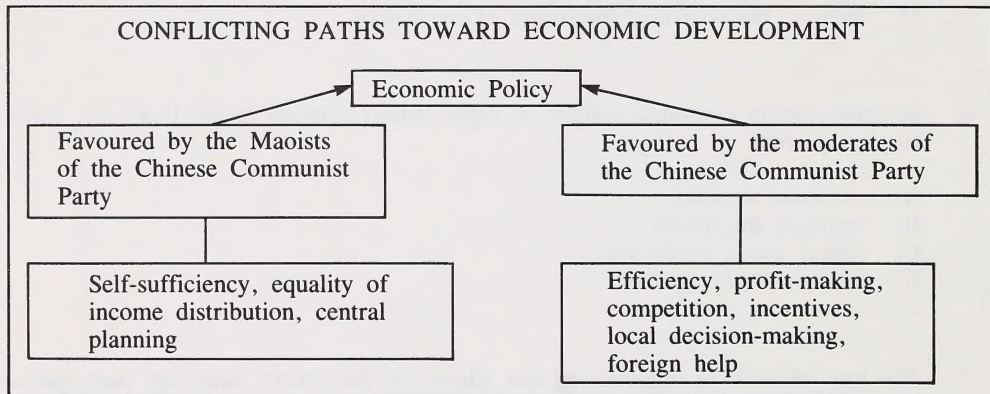 CONFLICTING PATHS TOWARD ECONOMIC DEVELOPMENT
Economic Policy
Favoured by the Maoists
of the Chinese Communist
Party
Favoured by the moderates of
the Chinese Communist Party
Self-sufficiency, equality of
income distribution, central
planning
Efficiency, profit-making,
competition, incentives,
local decision-making,
foreign help